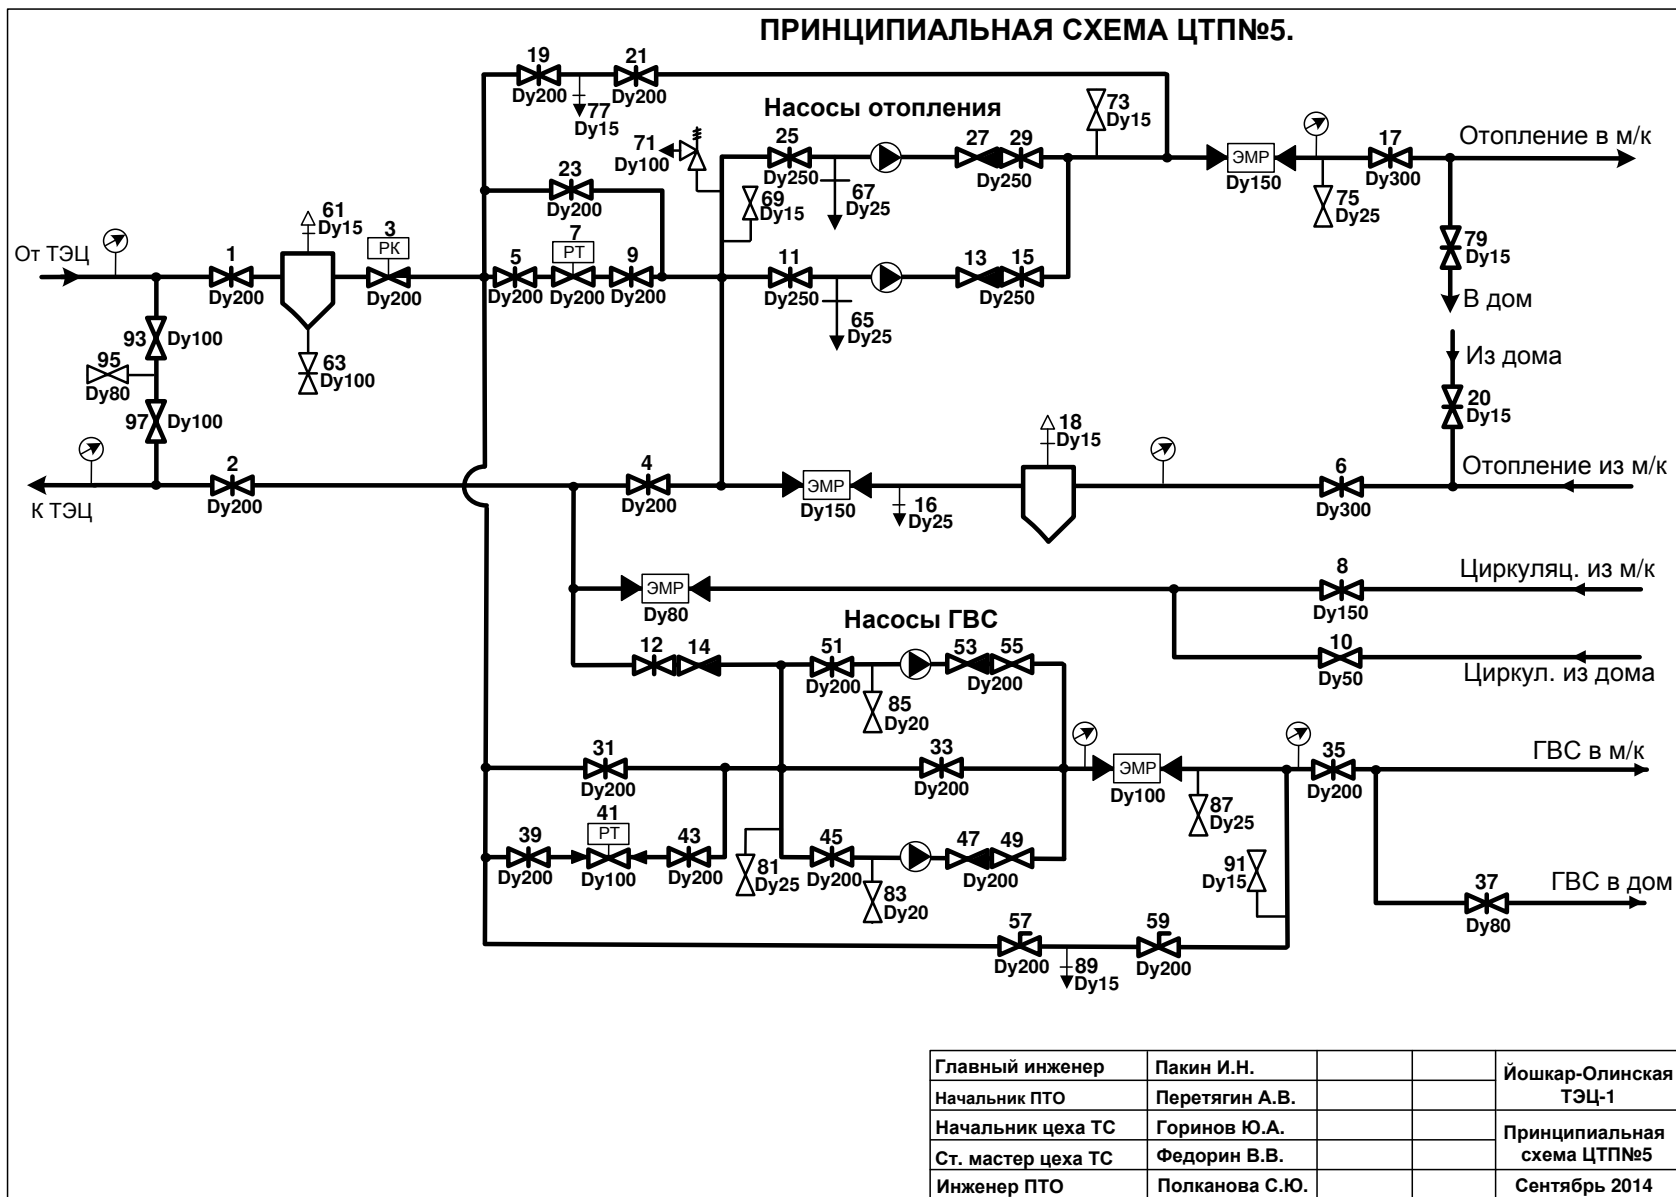 ПРИНЦИПИАЛЬНАЯ СХЕМА ЦТП№5.
19
Dy200
77
Dy15
21
Dy200
Насосы отопления
73
Dy15
71
Dy100
25
Dy250
67
Dy25
27 29
Dy250
ЭМР
Dy150
75
Dy25
17
Dy300
Отопление в м/к
23
Dy200
69
Dy15
61
Dy15
От ТЭЦ
1
Dy200
3
РК
Dy200
5
Dy200
7
РТ
Dy200
9
Dy200
11
Dy250
65
Dy25
13 15
Dy250
79
Dy15
В дом
93 Dy100
63
Dy100
95
Dy80
97 Dy100
Из дома
20
Dy15
К ТЭЦ
2
Dy200
4
Dy200
ЭМР
Dy150
16
Dy25
18
Dy15
6
Dy300
Отопление из м/к
ЭМР
Dy80
8
Dy150
Циркуляц. из м/к
10
Dy50
Циркул. из дома
Насосы ГВС
12 14
51
Dy200
85
Dy20
53 55
Dy200
31
Dy200
33
Dy200
ЭМР
Dy100
87
Dy25
35
Dy200
ГВС в м/к
39
Dy200
41
РТ
Dy100
43
Dy200
81
Dy25
45
Dy200
83
Dy20
47 49
Dy200
91
Dy15
37
Dy80
ГВС в дом
57
Dy200
89
Dy15
59
Dy200
Главный инженер Пакин И.Н.
Начальник ПТО Перетягин А.В.
Начальник цеха ТС Горинов Ю.А.
Ст. мастер цеха ТС Федорин В.В.
Инженер ПТО Полканова С.Ю.
Йошкар-Олинская
ТЭЦ-1
Принципиальная
схема ЦТП№5
Сентябрь 2014